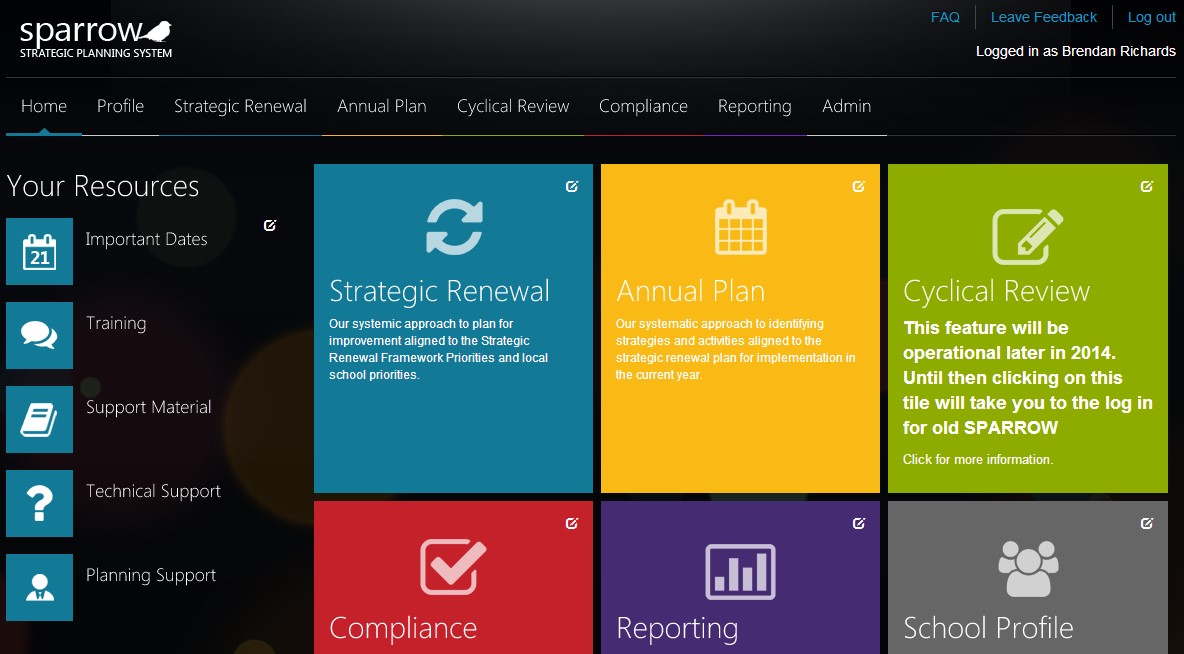 sparrow
STRATEGIC PLANNING SYSTEM
FAQ
Leave Feedback
Log out
Logged in as Brendan Richards
Home
Profile
Strategic Renewal
Annual Plan
Cyclical Review
Compliance
Reporting
Admin
Your Resources
21
Important Dates
Training
Support Material
Technical Support
Planning Support
Strategic Renewal
Our systemic approach to plan for
improvement aligned to the Strategic
Renewal Framework Priorities and local
school priorities.
Annual Plan
Our systematic approach to identifying
strategies and activities aligned to the
strategic renewal plan for implementation in
the current year.
Cyclical Review
This feature will be
operational later in 2014.
Until then clicking on this
tile will take you to the log in
for old SPARROW
Click for more information.
Compliance
Reporting
School Profile